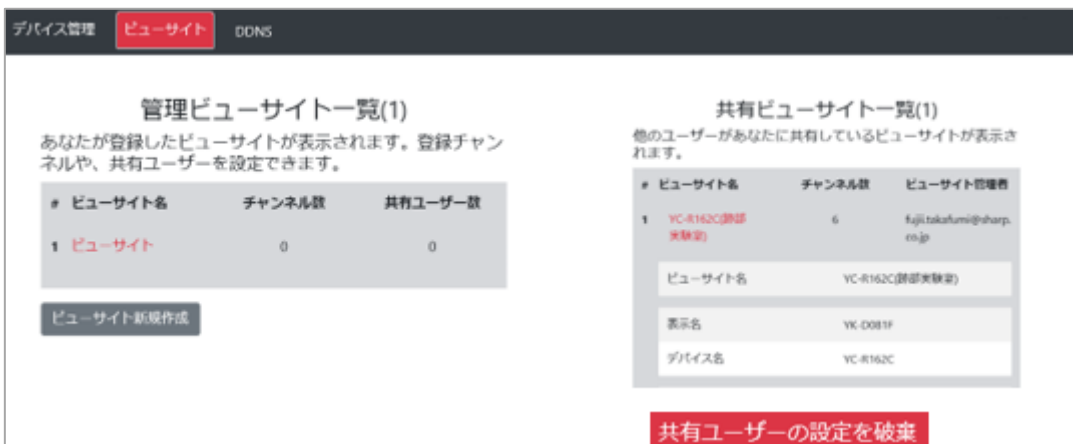 デバイス管理 ビューサイト DDNS
管理ビューサイト一覧(1)
あなたが登録したビューサイトが表示されます。登録チャン
ネルや、共有ユーザーを設定できます。
# ビューサイト名 チャンネル数 共有ユーザー数
1 ビューサイト 0 0
ビューサイト新規作成
共有ビューサイト一覧(1)
他のユーザーがあなたに共有しているビューサイトが表示さ
れます。
# ビューサイト名 チャンネル数 ビューサイト管理者
1 YC-R162C(跡部 6 fujii.takafumi@sharp.
実験室) co.jp
ビューサイト名 YC-R162C(跡部実験室)
表示名 YK-D081F
デバイス名 YC-R162C
共有ユーザーの設定を破棄